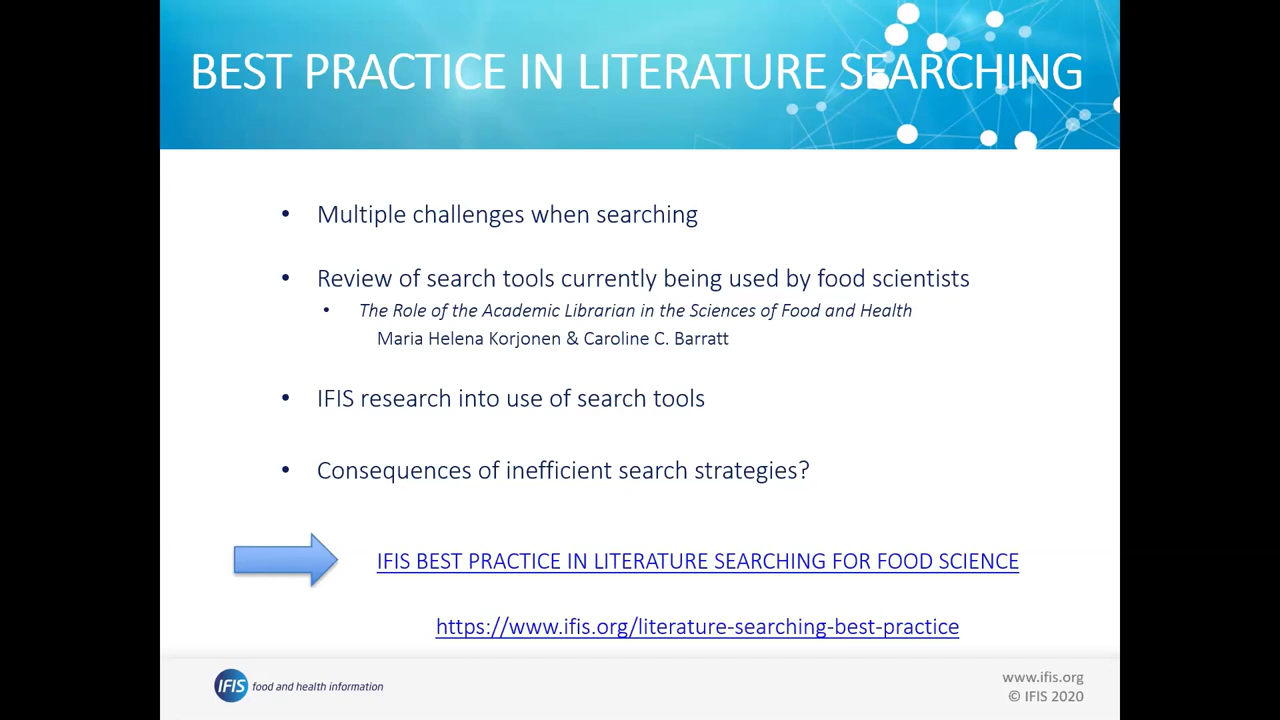 BEST PRACTICE IN LITERATURE SEARCHING
• Multiple challenges when searching
• Review of search tools currently being used by food scientists
• The Role of the Academic Librarian in the Sciences of Food and Health
Maria Helena Korjonen & Caroline C. Barratt
• IFIS research into use of search tools
• Consequences of inefficient search strategies?
IFIS BEST PRACTICE IN LITERATURE SEARCHING FOR FOOD SCIENCE
https://www.ifis.org/literature-searching-best-practice
IFIS food and health information
www.ifis.org
© IFIS 2020